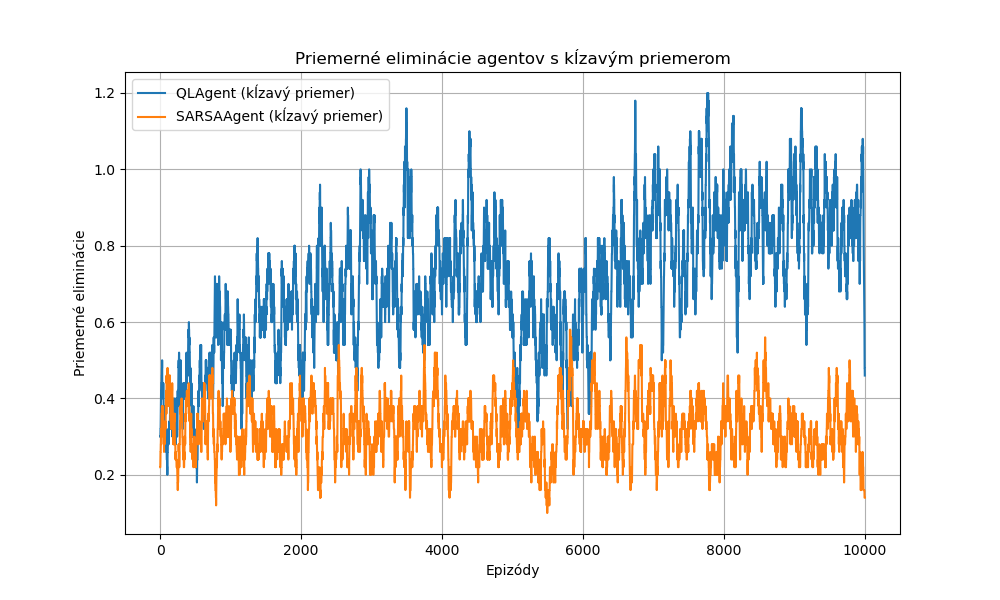 Priemerné eliminácie agentov s kĺzavým priemerom
QLAgent (kĺzavý priemer)
SARSAAgent (kĺzavý priemer)
Priemerné eliminácie
1.2
1.0
0.8
0.6
0.4
0.2
0 2000 4000 6000 8000 10000
Epizódy